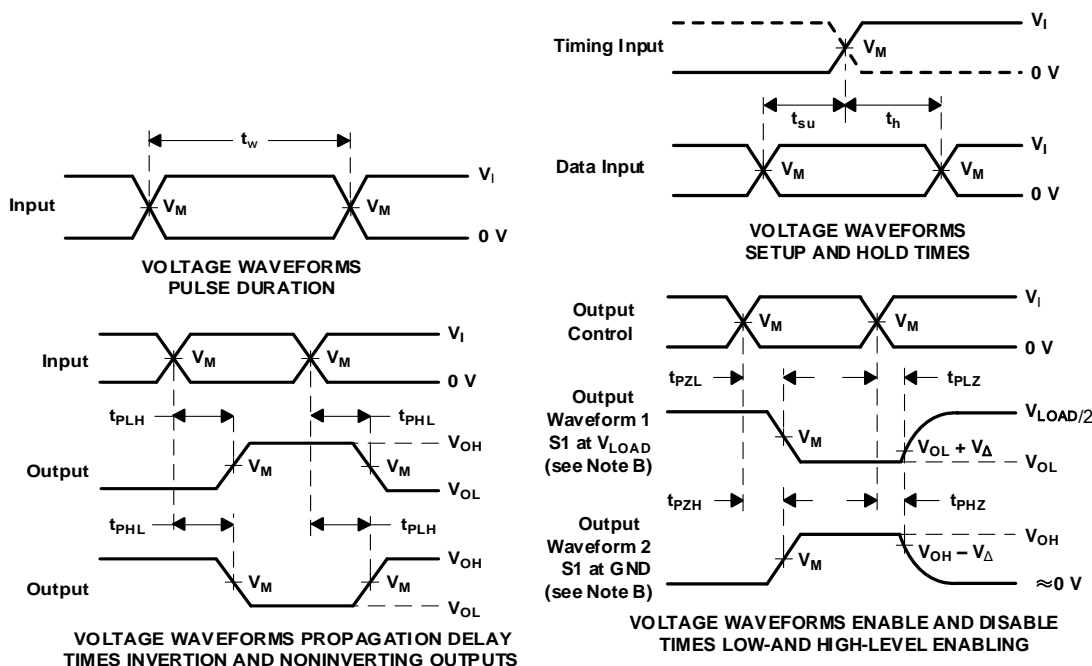 t_w
V_I
Input
V_M
V_M
0 V
VOLTAGE WAVEFORMS
PULSE DURATION
Timing Input
V_I
V_M
0 V
t_su
t_h
Data Input
V_I
V_M
V_M
0 V
VOLTAGE WAVEFORMS
SETUP AND HOLD TIMES
Input
V_I
V_M
V_M
0 V
t_PLH
t_PHL
Output
V_OH
V_M
V_M
V_OL
t_PHL
t_PLH
Output
V_OH
V_M
V_M
V_OL
VOLTAGE WAVEFORMS PROPAGATION DELAY
TIMES INVERTION AND NONINVERTING OUTPUTS
Output
Control
V_I
V_M
V_M
0 V
t_PZL
t_PLZ
Output
Waveform 1
S1 at V_LOAD
(see Note B)
V_LOAD/2
V_M
V_OL + V_Δ
V_OL
t_PZH
t_PHZ
Output
Waveform 2
S1 at GND
(see Note B)
V_OH
V_M
V_OH – V_Δ
≈0 V
VOLTAGE WAVEFORMS ENABLE AND DISABLE
TIMES LOW-AND HIGH-LEVEL ENABLING